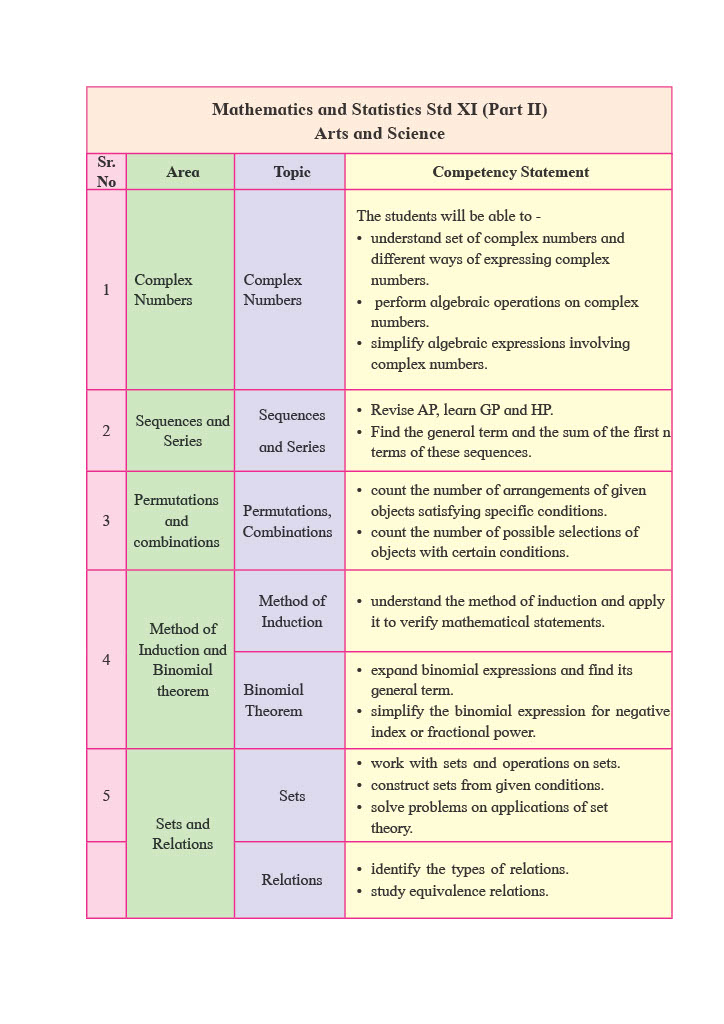 Mathematics and Statistics Std XI (Part II)
Arts and Science
Sr.
No
Area
Topic
Competency Statement
1
Complex
Numbers
Complex
Numbers
The students will be able to -
• understand set of complex numbers and
different ways of expressing complex
numbers.
• perform algebraic operations on complex
numbers.
• simplify algebraic expressions involving
complex numbers.
2
Sequences and
Series
Sequences
and Series
• Revise AP, learn GP and HP.
• Find the general term and the sum of the first n
terms of these sequences.
3
Permutations
and
combinations
Permutations,
Combinations
• count the number of arrangements of given
objects satisfying specific conditions.
• count the number of possible selections of
objects with certain conditions.
4
Method of
Induction and
Binomial
theorem
Method of
Induction
• understand the method of induction and apply
it to verify mathematical statements.
Binomial
Theorem
• expand binomial expressions and find its
general term.
• simplify the binomial expression for negative
index or fractional power.
5
Sets and
Relations
Sets
• work with sets and operations on sets.
• construct sets from given conditions.
• solve problems on applications of set
theory.
Relations
• identify the types of relations.
• study equivalence relations.